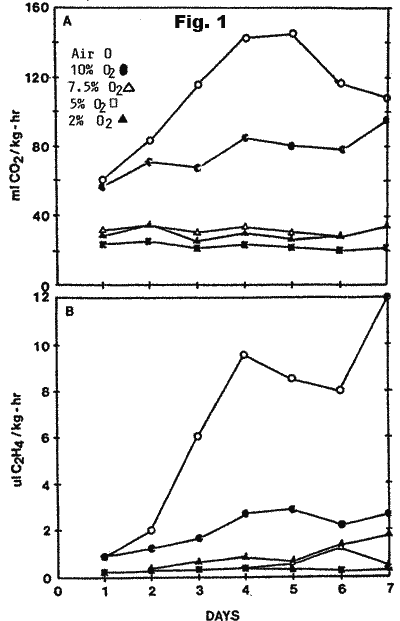 Fig. 1
A
160
120
80
40
0
ml CO2/kg-hr
Air O
10% O2 ●
7.5% O2 △
5% O2 □
2% O2 ▲
B
12
10
8
6
4
2
0
ul C2H4/kg-hr
0 1 2 3 4 5 6 7
DAYS